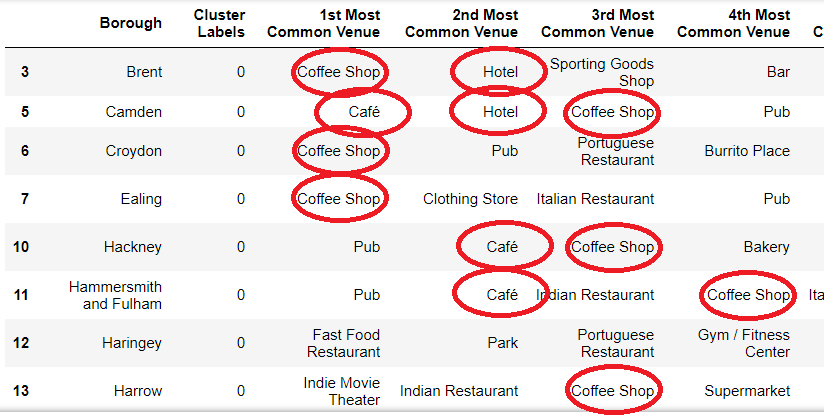 Borough Cluster Labels 1st Most Common Venue 2nd Most Common Venue 3rd Most Common Venue 4th Most Common Venue
3 Brent 0 Coffee Shop Hotel Sporting Goods Shop Bar
5 Camden 0 Café Hotel Coffee Shop Pub
6 Croydon 0 Coffee Shop Pub Portuguese Restaurant Burrito Place
7 Ealing 0 Coffee Shop Clothing Store Italian Restaurant Pub
10 Hackney 0 Pub Café Coffee Shop Bakery
11 Hammersmith and Fulham 0 Pub Café Indian Restaurant Coffee Shop
12 Haringey 0 Fast Food Restaurant Park Portuguese Restaurant Gym / Fitness Center
13 Harrow 0 Indie Movie Theater Indian Restaurant Coffee Shop Supermarket